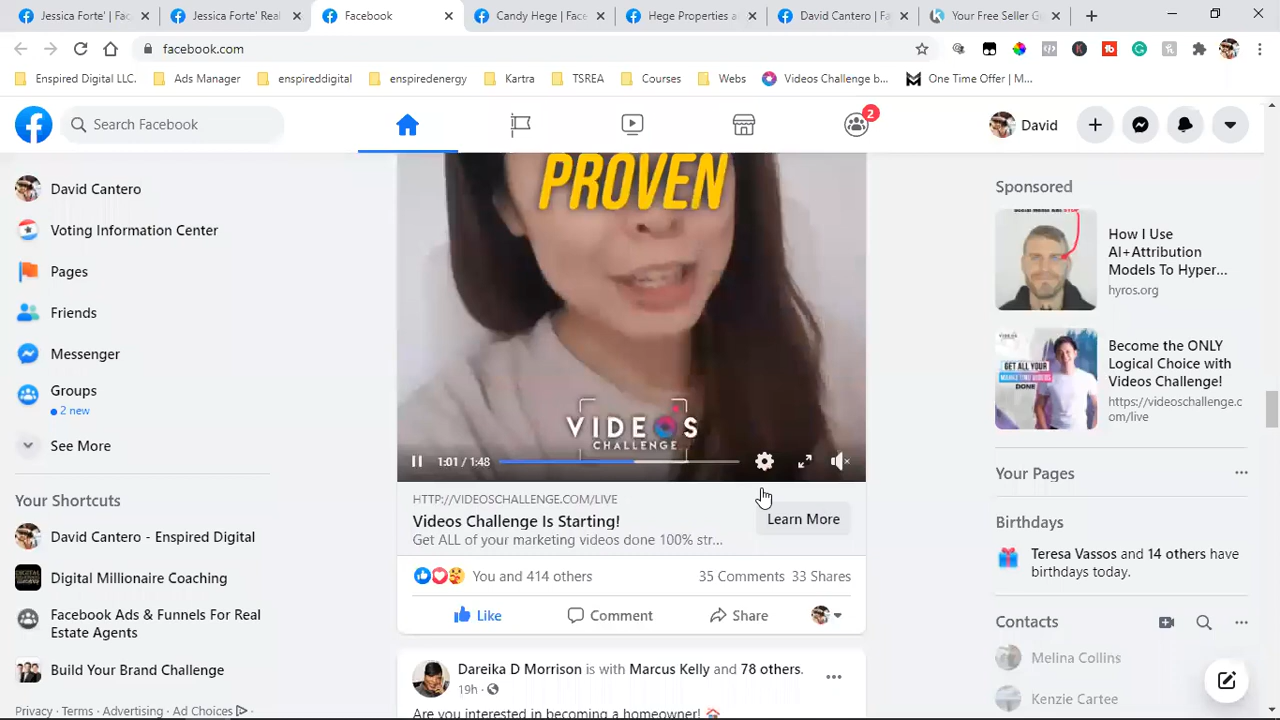 Jessica Forte' | Fac
Jessica Forte' Real
Facebook
Candy Hege | Face
Hege Properties a
David Cantero | Fa
Your Free Seller G
facebook.com
Enspired Digital LLC.
Ads Manager
enspireddigital
enspiredenergy
Kartra
TSREA
Courses
Webs
Videos Challenge b...
One Time Offer | M...
Search Facebook
2
David
David Cantero
Voting Information Center
Pages
Friends
Messenger
Groups
2 new
See More
Your Shortcuts
David Cantero - Enspired Digital
Digital Millionaire Coaching
Facebook Ads & Funnels For Real
Estate Agents
Build Your Brand Challenge
Privacy · Terms · Advertising · Ad Choices ·
PROVEN
VIDEOS
CHALLENGE
1:01 / 1:48
HTTP://VIDEOSCHALLENGE.COM/LIVE
Videos Challenge Is Starting!
Get ALL of your marketing videos done 100% str...
Learn More
You and 414 others
35 Comments 33 Shares
Like
Comment
Share
Dareika D Morrison is with Marcus Kelly and 78 others.
19h ·
Are you interested in becoming a homeowner!
Sponsored
How I Use
AI+Attribution
Models To Hyper...
hyros.org
GET ALL YOUR
MARKETING VIDEOS
DONE
Become the ONLY
Logical Choice with
Videos Challenge!
https://videoschallenge.c
om/live
Your Pages
Birthdays
Teresa Vassos and 14 others have
birthdays today.
Contacts
Melina Collins
Kenzie Cartee